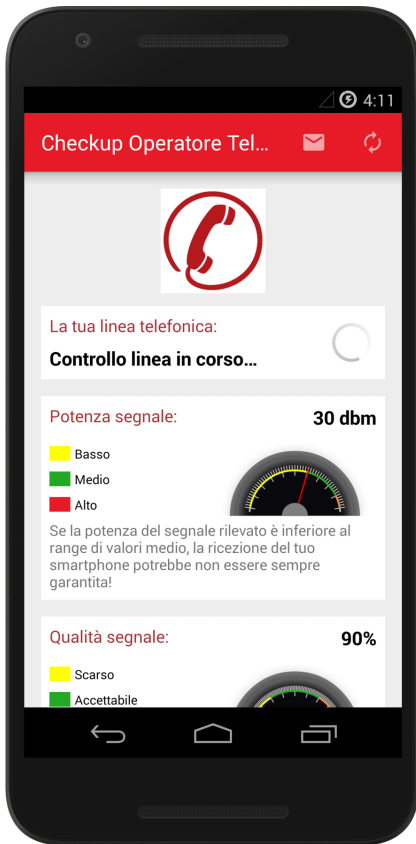 4:11
Checkup Operatore Tel...
La tua linea telefonica:
Controllo linea in corso...
Potenza segnale:
30 dbm
Basso
Medio
Alto
Se la potenza del segnale rilevato è inferiore al
range di valori medio, la ricezione del tuo
smartphone potrebbe non essere sempre
garantita!
Qualità segnale:
90%
Scarso
Accettabile